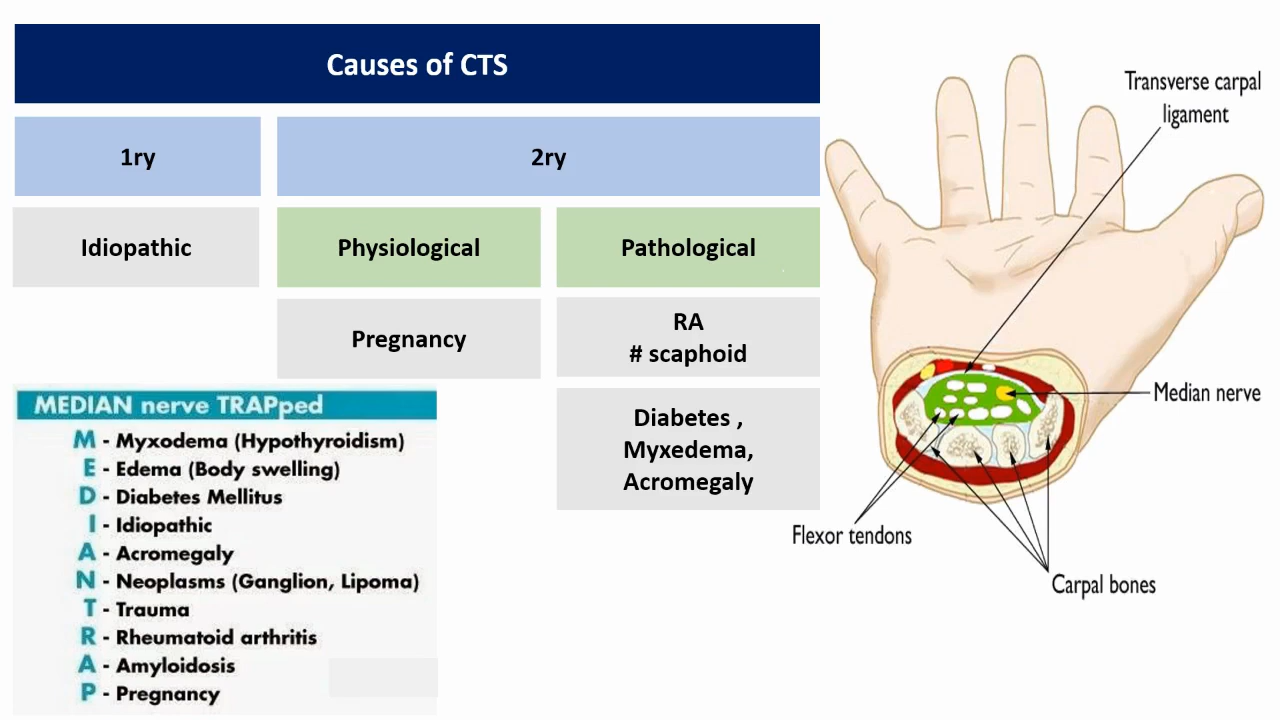 Causes of CTS
1ry
2ry
Idiopathic
Physiological
Pathological
Pregnancy
RA
# scaphoid
Diabetes ,
Myxedema,
Acromegaly
MEDIAN nerve TRAPped
M - Myxodema (Hypothyroidism)
E - Edema (Body swelling)
D - Diabetes Mellitus
I - Idiopathic
A - Acromegaly
N - Neoplasms (Ganglion, Lipoma)
T - Trauma
R - Rheumatoid arthritis
A - Amyloidosis
P - Pregnancy
Transverse carpal
ligament
Median nerve
Flexor tendons
Carpal bones